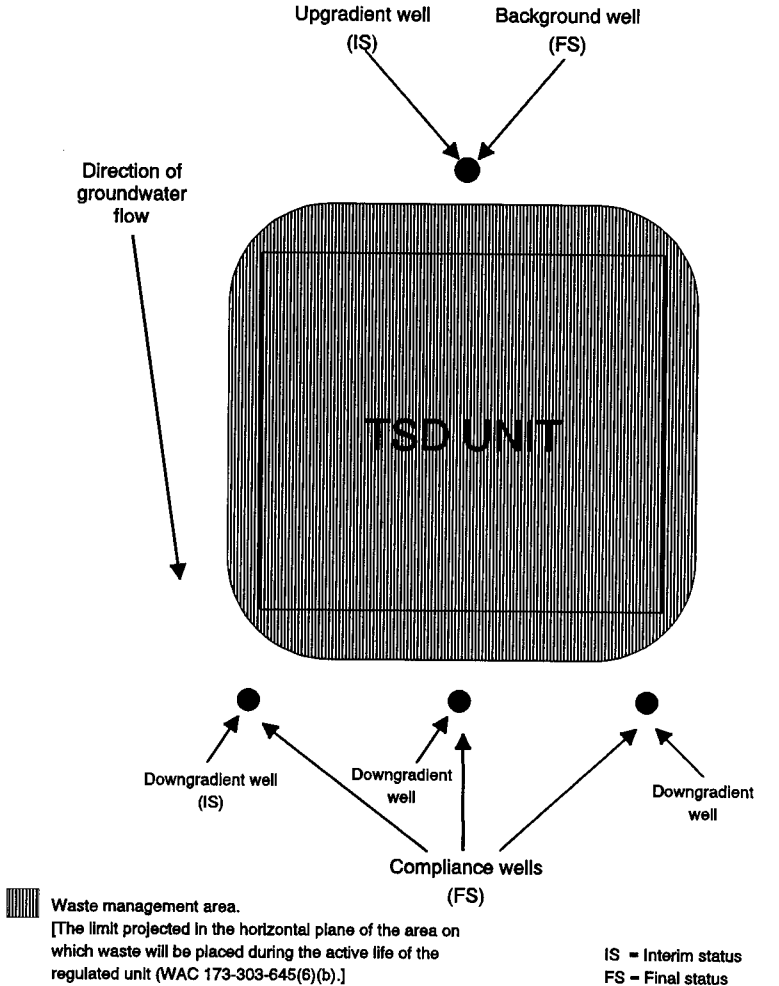 Upgradient well
(IS)
Background well
(FS)
Direction of
groundwater
flow
TSD UNIT
Downgradient well
(IS)
Downgradient
well
Downgradient
well
Compliance wells
(FS)
Waste management area.
[The limit projected in the horizontal plane of the area on
which waste will be placed during the active life of the
regulated unit (WAC 173-303-645(6)(b).]
IS = Interim status
FS = Final status